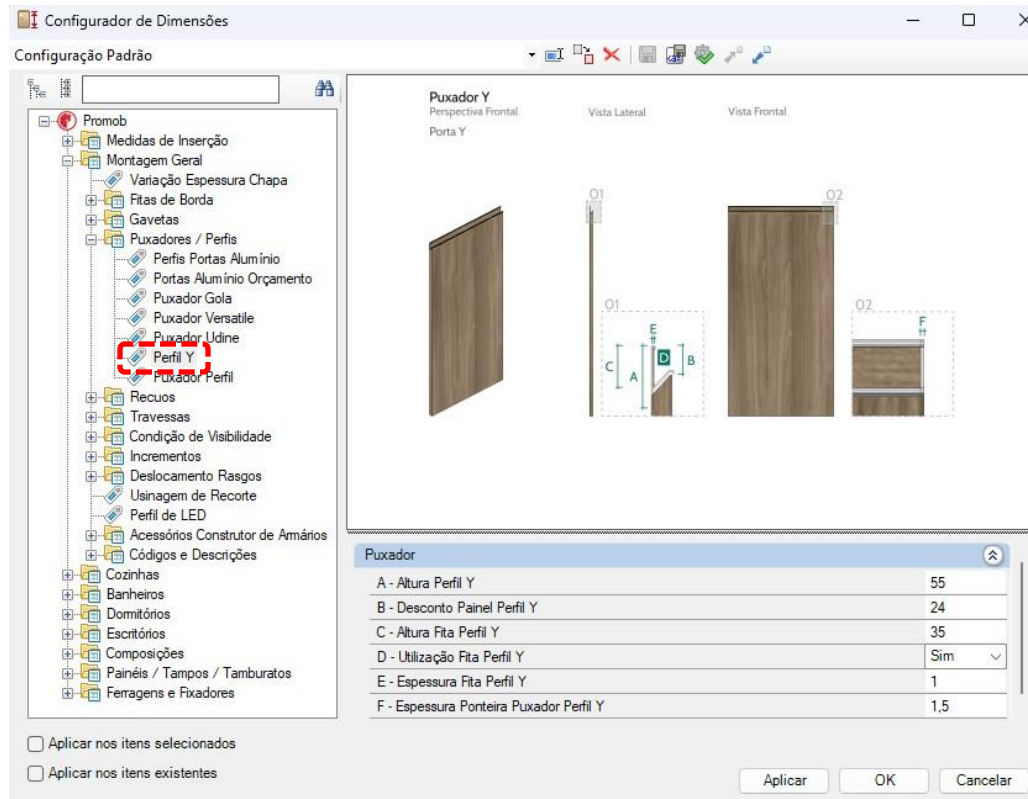 Configurador de Dimensões
Configuração Padrão
Promob
Medidas de Inserção
Montagem Geral
Variação Espessura Chapa
Fitas de Borda
Gavetas
Puxadores / Perfis
Perfis Portas Alumínio
Portas Alumínio Orçamento
Puxador Gola
Puxador Versatile
Puxador Udine
Perfil Y
Puxador Perfil
Recuos
Travessas
Condição de Visibilidade
Incrementos
Deslocamento Rasgos
Usinagem de Recorte
Perfil de LED
Acessórios Construtor de Armários
Códigos e Descrições
Cozinhas
Banheiros
Dormitórios
Escritórios
Composições
Painéis / Tampos / Tamburatos
Ferragens e Fixadores
Puxador Y
Perspectiva Frontal Vista Lateral Vista Frontal
Porta Y
01 02
01 02
E F
C A D B
Puxador
A - Altura Perfil Y 55
B - Desconto Painel Perfil Y 24
C - Altura Fita Perfil Y 35
D - Utilização Fita Perfil Y Sim
E - Espessura Fita Perfil Y 1
F - Espessura Ponteira Puxador Perfil Y 1,5
Aplicar nos itens selecionados
Aplicar nos itens existentes
Aplicar OK Cancelar